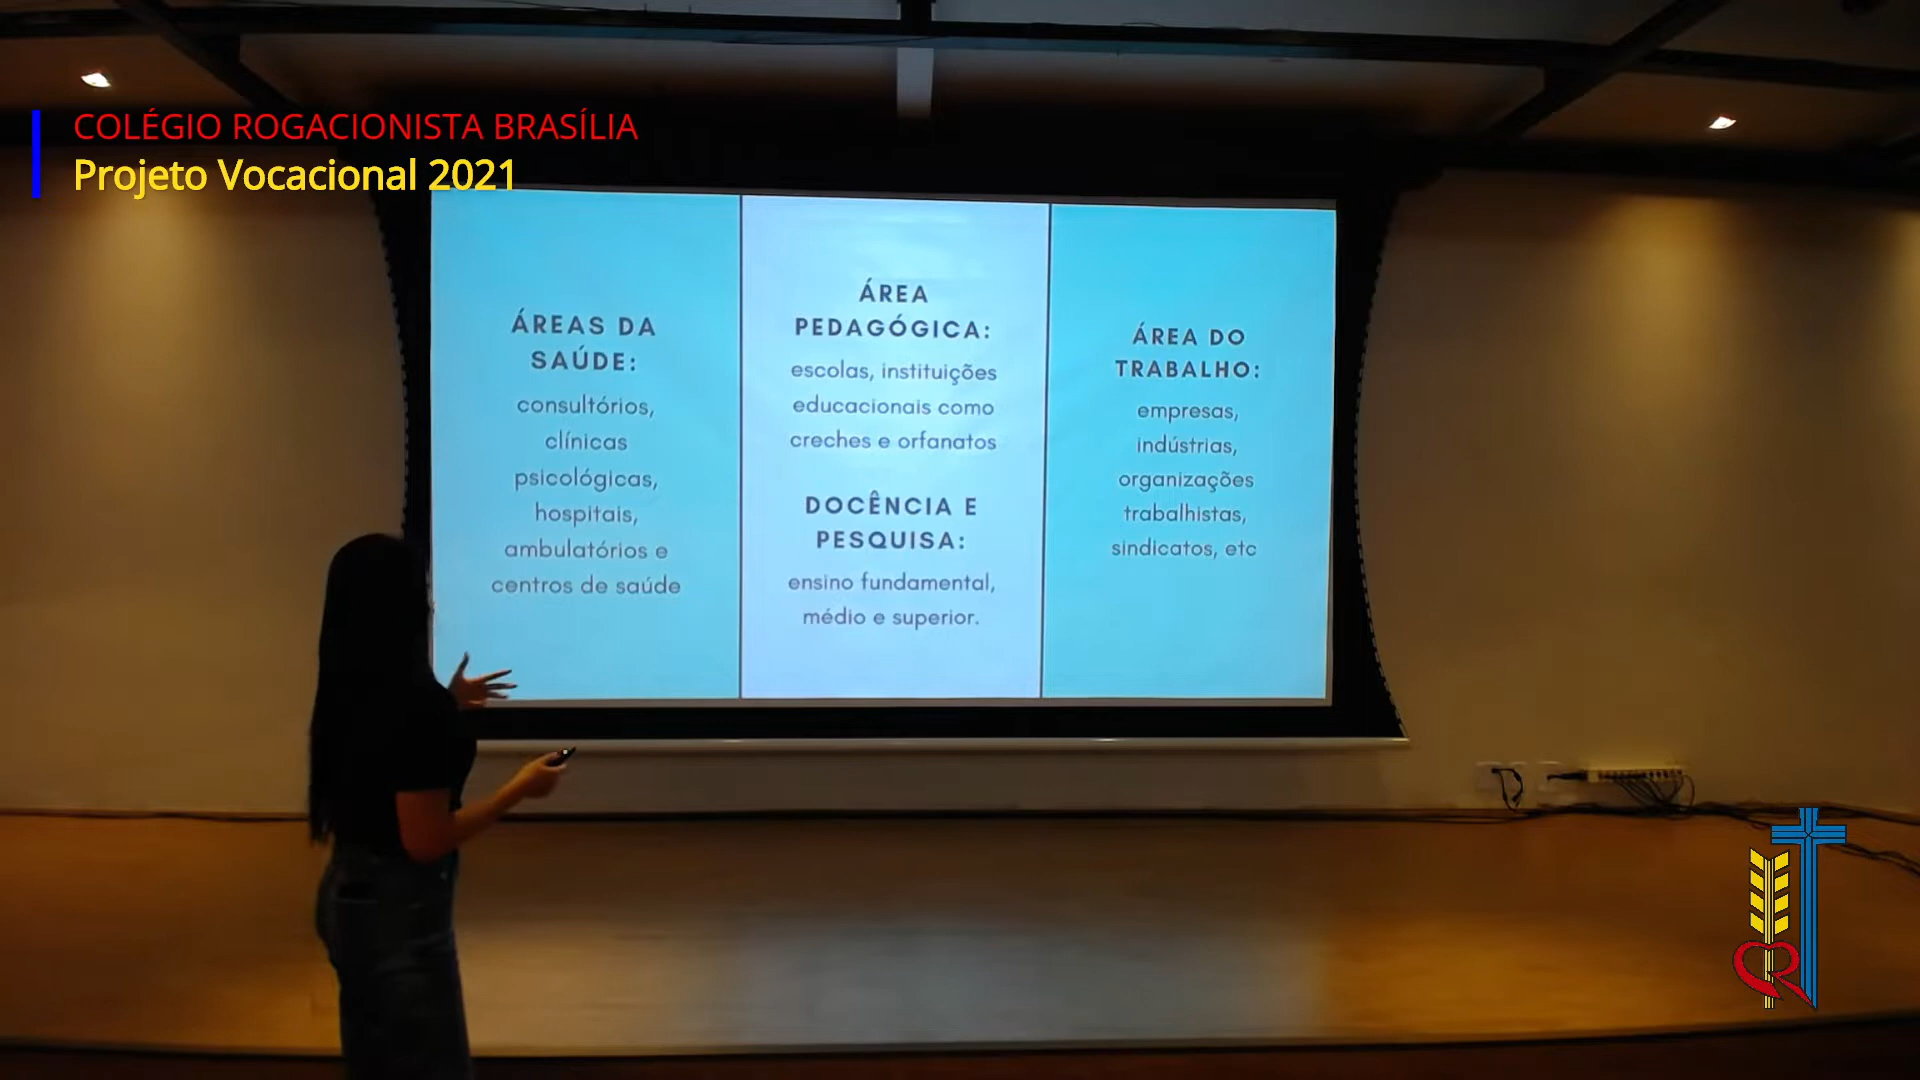 COLÉGIO ROGACIONISTA BRASÍLIA
Projeto Vocacional 2021
ÁREAS DA
SAÚDE:
consultórios,
clínicas
psicológicas,
hospitais,
ambulatórios e
centros de saúde
ÁREA
PEDAGÓGICA:
escolas, instituições
educacionais como
creches e orfanatos
DOCÊNCIA E
PESQUISA:
ensino fundamental,
médio e superior.
ÁREA DO
TRABALHO:
empresas,
indústrias,
organizações
trabalhistas,
sindicatos, etc